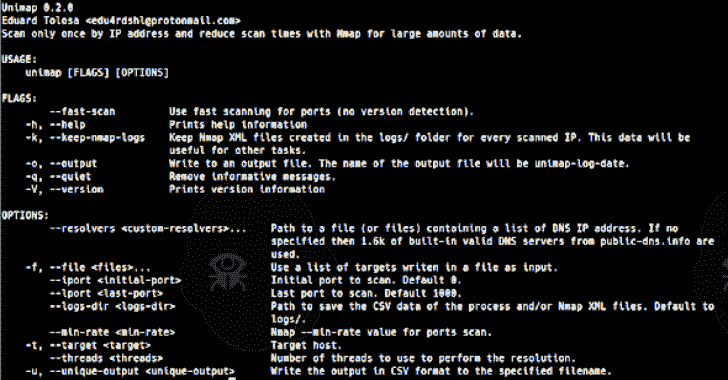 Unimap 0.2.0
Eduard Tolosa <edu4rdshl@protonmail.com>
Scan only once by IP address and reduce scan times with Nmap for large amounts of data.
USAGE:
unimap [FLAGS] [OPTIONS]
FLAGS:
--fast-scan Use fast scanning for ports (no version detection).
-h, --help Prints help information
-k, --keep-nmap-logs Keep Nmap XML files created in the logs/ folder for every scanned IP. This data will be
useful for other tasks.
-o, --output Write to an output file. The name of the output file will be unimap-log-date.
-q, --quiet Remove informative messages.
-V, --version Prints version information
OPTIONS:
--resolvers <custom-resolvers>... Path to a file (or files) containing a list of DNS IP address. If no
specified then 1.6k of built-in valid DNS servers from public-dns.info are
used.
-f, --file <files>... Use a list of targets writen in a file as input.
--iport <initial-port> Initial port to scan. Default 0.
--lport <last-port> Last port to scan. Default 1000.
--logs-dir <logs-dir> Path to save the CSV data of the process and/or Nmap XML files. Default to
logs/.
--min-rate <min-rate> Nmap --min-rate value for ports scan.
-t, --target <target> Target host.
--threads <threads> Number of threads to use to perform the resolution.
-u, --unique-output <unique-output> Write the output in CSV format to the specified filename.